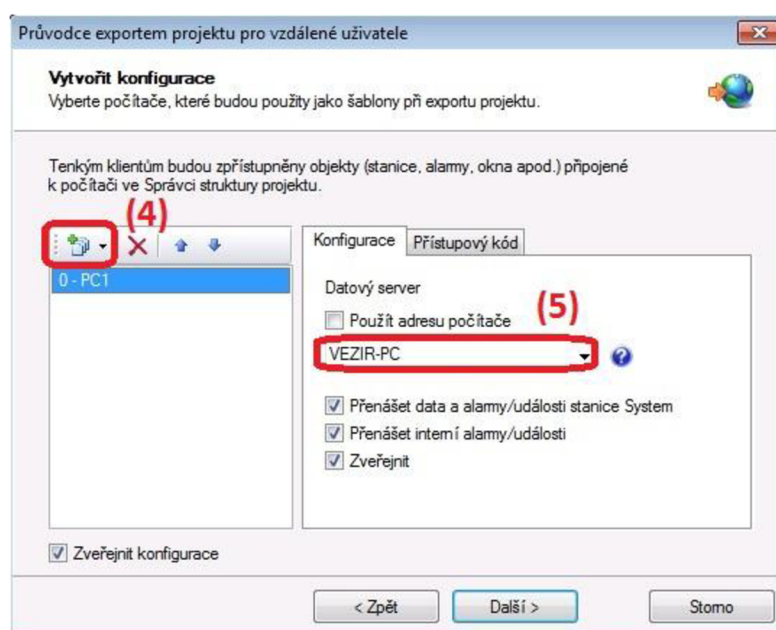 Průvodce exportem projektu pro vzdálené uživatele
Vytvořit konfigurace
Vyberte počítače, které budou použity jako šablony při exportu projektu.
Tenkým klientům budou zpřístupněny objekty (stanice, alarmy, okna apod.) připojené
k počítači ve Správci struktury projektu.
(4)
0 - PC1
Zveřejnit konfigurace
Konfigurace Přístupový kód
Datový server
(5)
Použít adresu počítače
VEZIR-PC
Přenášet data a alarmy/události stanice System
Přenášet interní alarmy/události
Zveřejnit
< Zpět Další > Storno